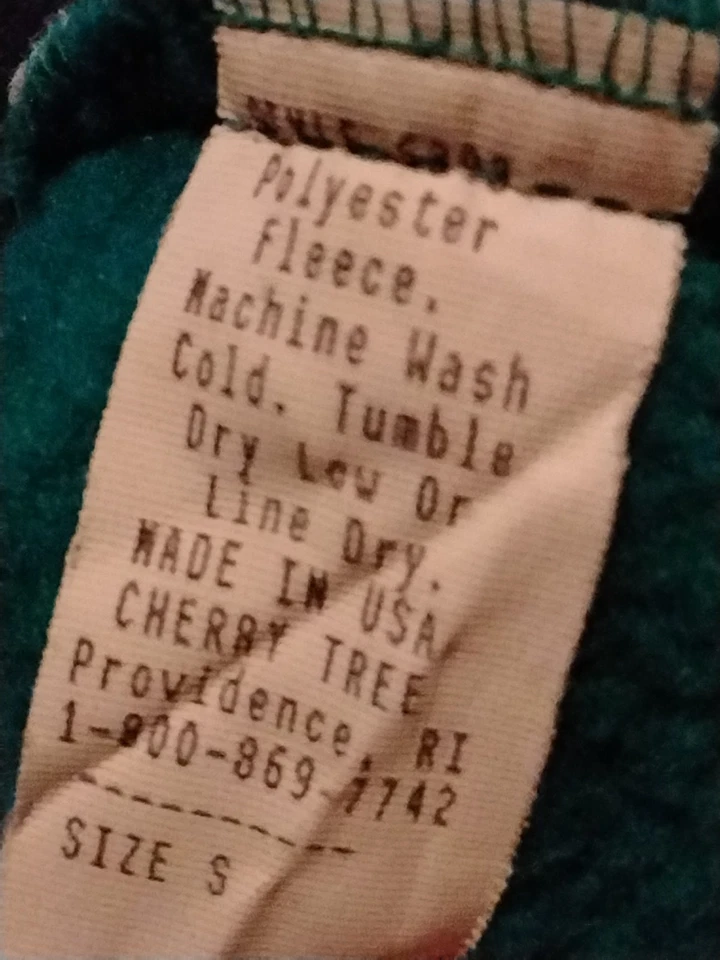 Polyester
Fleece.
Machine Wash
Cold. Tumble
Dry Low Or
Line Dry.
MADE IN USA
CHERRY TREE
Providence, RI
1-800-869-7742
SIZE S